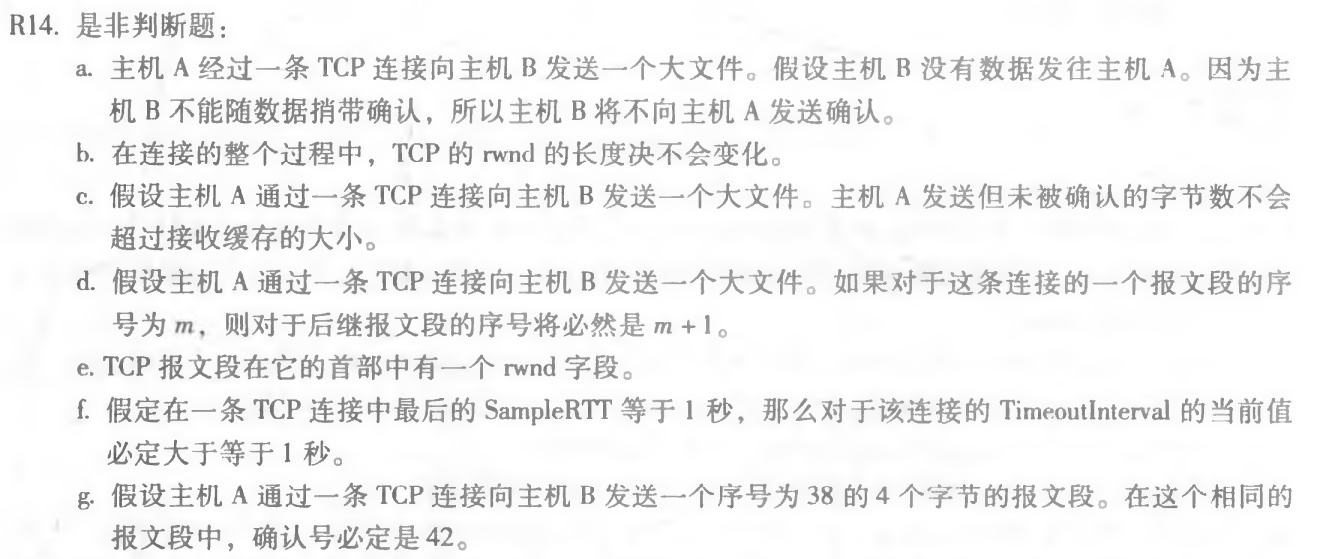 R14. 是非判断题：
a. 主机 A 经过一条 TCP 连接向主机 B 发送一个大文件。假设主机 B 没有数据发往主机 A。因为主
机 B 不能随数据捎带确认，所以主机 B 将不向主机 A 发送确认。
b. 在连接的整个过程中，TCP 的 rwnd 的长度决不会变化。
c. 假设主机 A 通过一条 TCP 连接向主机 B 发送一个大文件。主机 A 发送但未被确认的字节数不会
超过接收缓存的大小。
d. 假设主机 A 通过一条 TCP 连接向主机 B 发送一个大文件。如果对于这条连接的一个报文段的序
号为 m，则对于后继报文段的序号将必然是 m + 1。
e. TCP 报文段在它的首部中有一个 rwnd 字段。
f. 假定在一条 TCP 连接中最后的 SampleRTT 等于 1 秒，那么对于该连接的 TimeoutInterval 的当前值
必定大于等于 1 秒。
g. 假设主机 A 通过一条 TCP 连接向主机 B 发送一个序号为 38 的 4 个字节的报文段。在这个相同的
报文段中，确认号必定是 42。